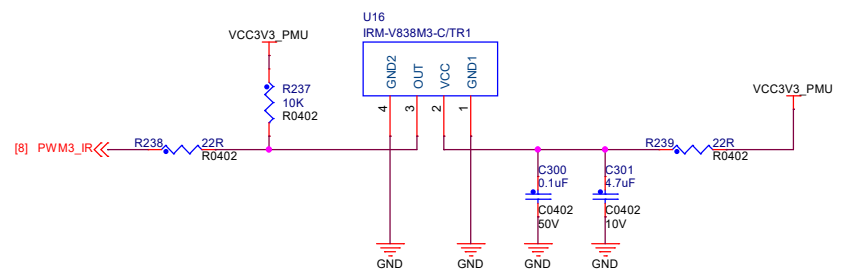 U16
IRM-V838M3-C/TR1
VCC3V3_PMU
GND2
OUT
VCC
GND1
4
3
2
1
R237
10K
R0402
VCC3V3_PMU
[8] PWM3_IR
R238
22R
R0402
R239
22R
R0402
C300
0.1uF
C0402
50V
C301
4.7uF
C0402
10V
GND
GND
GND
GND